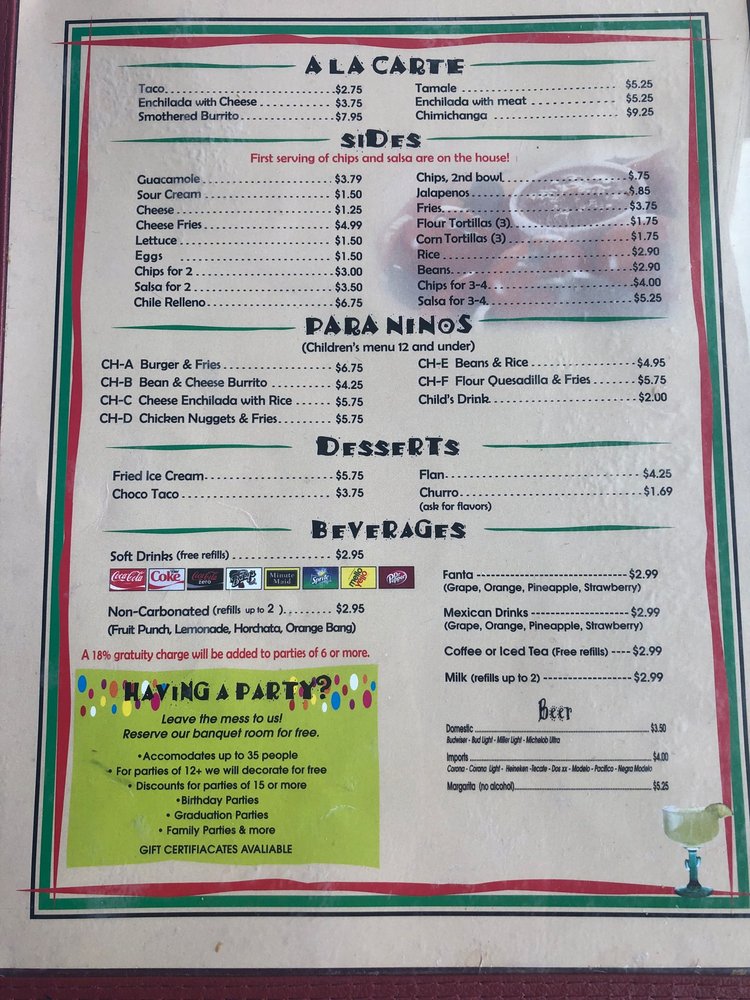 A LA CARTE
Taco $2.75
Enchilada with Cheese $3.75
Smothered Burrito $7.95
Tamale $5.25
Enchilada with meat $5.25
Chimichanga $9.25
SIDES
First serving of chips and salsa are on the house!
Guacamole $3.79
Sour Cream $1.50
Cheese $1.25
Cheese Fries $4.99
Lettuce $1.50
Eggs $1.50
Chips for 2 $3.00
Salsa for 2 $3.50
Chile Relleno $6.75
Chips, 2nd bowl $.75
Jalapenos $.85
Fries $3.75
Flour Tortillas (3) $1.75
Corn Tortillas (3) $1.75
Rice $2.90
Beans $2.90
Chips for 3-4 $4.00
Salsa for 3-4 $5.25
PARA NINOS
(Children's menu 12 and under)
CH-A Burger & Fries $6.75
CH-B Bean & Cheese Burrito $4.25
CH-C Cheese Enchilada with Rice $5.75
CH-D Chicken Nuggets & Fries $5.75
CH-E Beans & Rice $4.95
CH-F Flour Quesadilla & Fries $5.75
Child's Drink $2.00
DESSERTS
Fried Ice Cream $5.75
Choco Taco $3.75
Flan $4.25
Churro $1.69
(ask for flavors)
BEVERAGES
Soft Drinks (free refills) $2.95
Coca-Cola Diet Coke Coca-Cola Zero Minute Maid Sprite mello yello Dr Pepper
Non-Carbonated (refills up to 2 ) $2.95
(Fruit Punch, Lemonade, Horchata, Orange Bang)
A 18% gratuity charge will be added to parties of 6 or more.
Fanta $2.99
(Grape, Orange, Pineapple, Strawberry)
Mexican Drinks $2.99
(Grape, Orange, Pineapple, Strawberry)
Coffee or Iced Tea (Free refills) $2.99
Milk (refills up to 2) $2.99
HAVING A PARTY?
Leave the mess to us!
Reserve our banquet room for free.
•Accomodates up to 35 people
• For parties of 12+ we will decorate for free
• Discounts for parties of 15 or more
•Birthday Parties
• Graduation Parties
• Family Parties & more
GIFT CERTIFIACATES AVALIABLE
Beer
Domestic $3.50
Budwiser - Bud Light - Miller Light - Michelob Ultra
Imports $4.00
Corona - Corona Light - Heineken -Tecate - Dos xx - Modelo - Pacifico - Negra Modelo
Margarita (no alcohol) $5.25